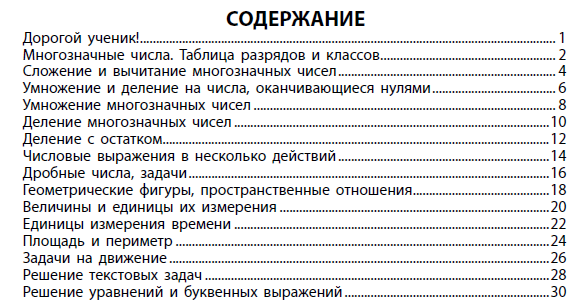 СОДЕРЖАНИЕ
Дорогой ученик!.......... 1
Многозначные числа. Таблица разрядов и классов.......... 2
Сложение и вычитание многозначных чисел.......... 4
Умножение и деление на числа, оканчивающиеся нулями.......... 6
Умножение многозначных чисел.......... 8
Деление многозначных чисел..........10
Деление с остатком..........12
Числовые выражения в несколько действий..........14
Дробные числа, задачи..........16
Геометрические фигуры, пространственные отношения..........18
Величины и единицы их измерения..........20
Единицы измерения времени..........22
Площадь и периметр..........24
Задачи на движение..........26
Решение текстовых задач..........28
Решение уравнений и буквенных выражений..........30